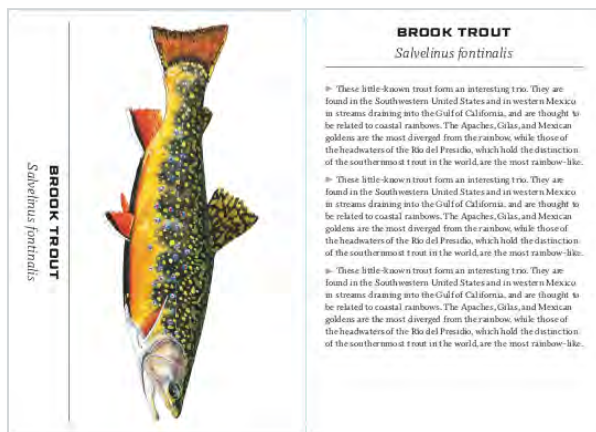 BROOK TROUT
Salvelinus fontinalis
BROOK TROUT
Salvelinus fontinalis
► These little-known trout form an interesting trio. They are
found in the Southwestern United States and in western Mexico
in streams draining into the Gulf of California, and are thought to
be related to coastal rainbows. The Apaches, Gilas, and Mexican
goldens are the most diverged from the rainbow, while those of
the headwaters of the Rio del Presidio, which hold the distinction
of the southernmost trout in the world, are the most rainbow-like.
► These little-known trout form an interesting trio. They are
found in the Southwestern United States and in western Mexico
in streams draining into the Gulf of California, and are thought to
be related to coastal rainbows. The Apaches, Gilas, and Mexican
goldens are the most diverged from the rainbow, while those of
the headwaters of the Rio del Presidio, which hold the distinction
of the southernmost trout in the world, are the most rainbow-like.
► These little-known trout form an interesting trio. They are
found in the Southwestern United States and in western Mexico
in streams draining into the Gulf of California, and are thought to
be related to coastal rainbows. The Apaches, Gilas, and Mexican
goldens are the most diverged from the rainbow, while those of
the headwaters of the Rio del Presidio, which hold the distinction
of the southernmost trout in the world, are the most rainbow-like.